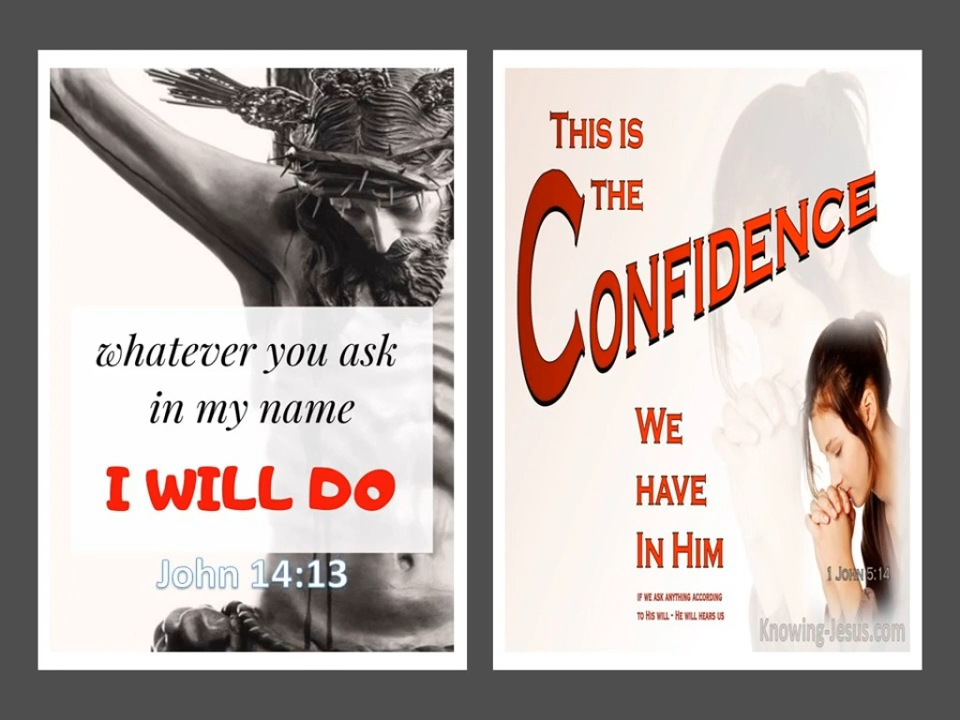 whatever you ask
in my name
I WILL DO
John 14:13
THIS IS
THE
CONFIDENCE
WE
HAVE
IN HIM
IF WE ASK ANYTHING ACCORDING
TO HIS WILL - HE WILL HEARS US
1 JOHN 5:14
Knowing-Jesus.com